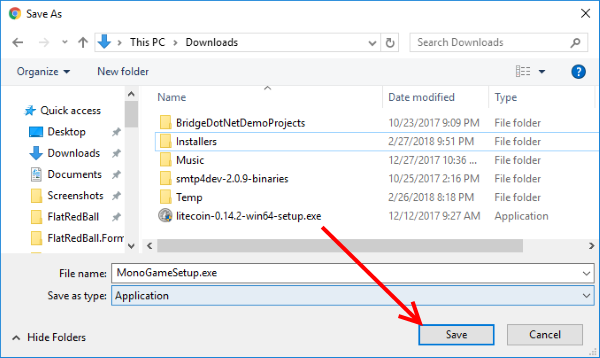 Save As
This PC > Downloads
Search Downloads
Organize
New folder
Name
Date modified
Type
Quick access
Desktop
Downloads
Documents
Screenshots
FlatRedBall
FlatRedBall.Form
BridgeDotNetDemoProjects 10/23/2017 9:09 PM File folder
Installers 2/27/2018 9:51 PM File folder
Music 12/27/2017 10:36 ... File folder
smtp4dev-2.0.9-binaries 10/25/2017 2:16 PM File folder
Temp 2/26/2018 8:18 PM File folder
litecoin-0.14.2-win64-setup.exe 12/12/2017 9:27 AM Application
File name: MonoGameSetup.exe
Save as type: Application
Hide Folders
Save
Cancel